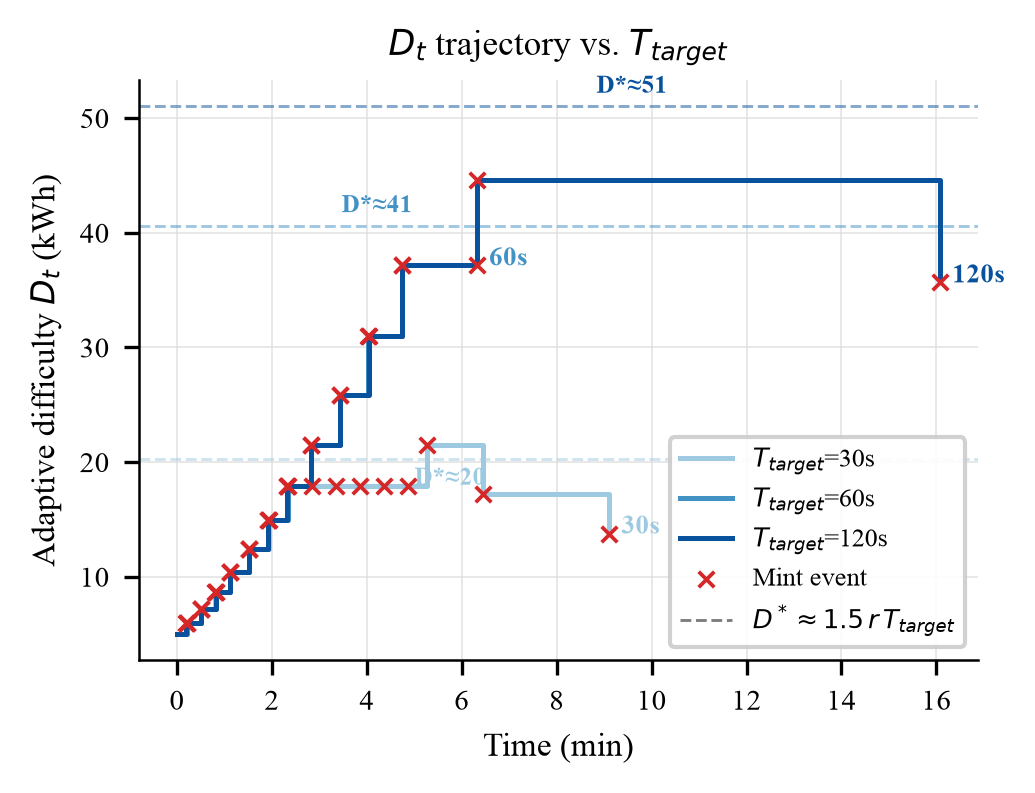 D_t trajectory vs. T_target
D*≈51
D*≈41
60s
120s
D*≈20
30s
Adaptive difficulty D_t (kWh)
50
40
30
20
10
T_target=30s
T_target=60s
T_target=120s
Mint event
D* ≈ 1.5 r T_target
0 2 4 6 8 10 12 14 16
Time (min)